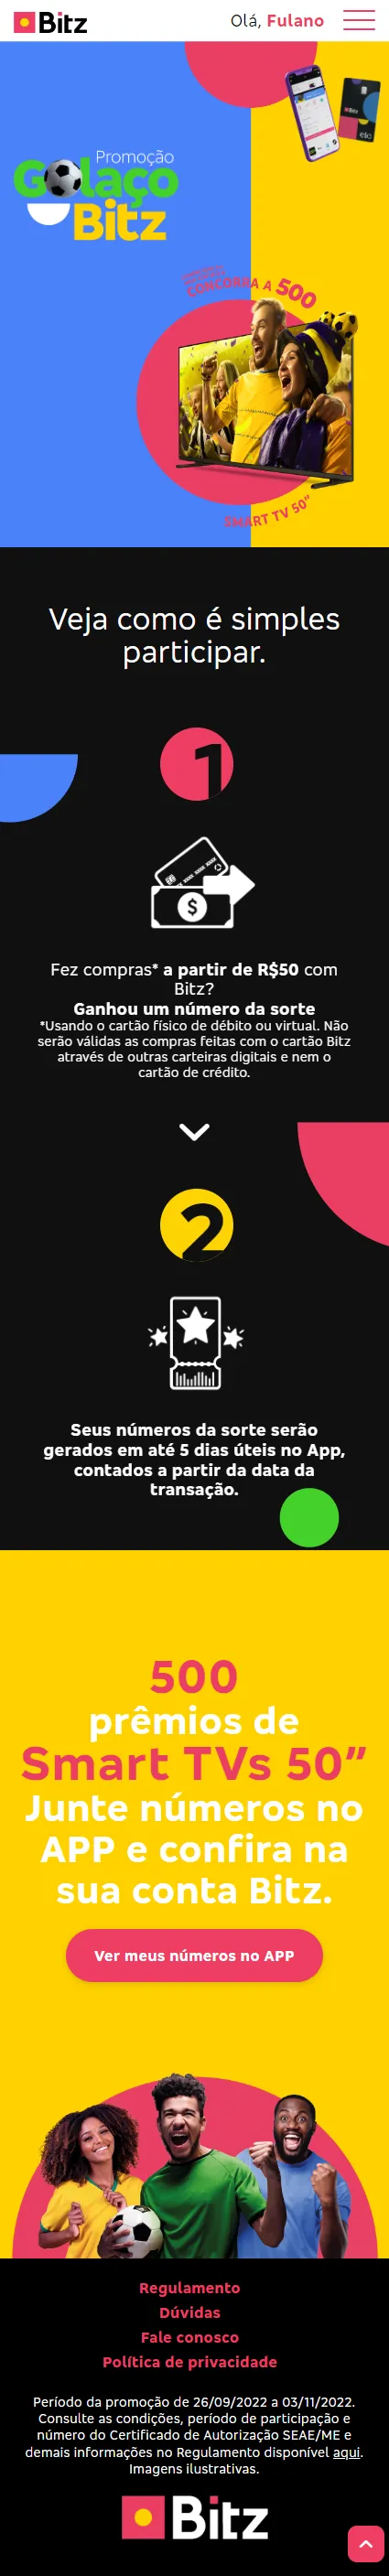 Bitz
Olá, Fulano
Promoção
Golaço
Bitz
CONCORRA A 500
SMART TV 50”
Veja como é simples
participar.
1
$
Fez compras* a partir de R$50 com
Bitz?
Ganhou um número da sorte
*Usando o cartão físico de débito ou virtual. Não
serão válidas as compras feitas com o cartão Bitz
através de outras carteiras digitais e nem o
cartão de crédito.
2
Seus números da sorte serão
gerados em até 5 dias úteis no App,
contados a partir da data da
transação.
500
prêmios de
Smart TVs 50”
Junte números no
APP e confira na
sua conta Bitz.
Ver meus números no APP
Regulamento
Dúvidas
Fale conosco
Política de privacidade
Período da promoção de 26/09/2022 a 03/11/2022.
Consulte as condições, período de participação e
número do Certificado de Autorização SEAE/ME e
demais informações no Regulamento disponível aqui.
Imagens ilustrativas.
Bitz